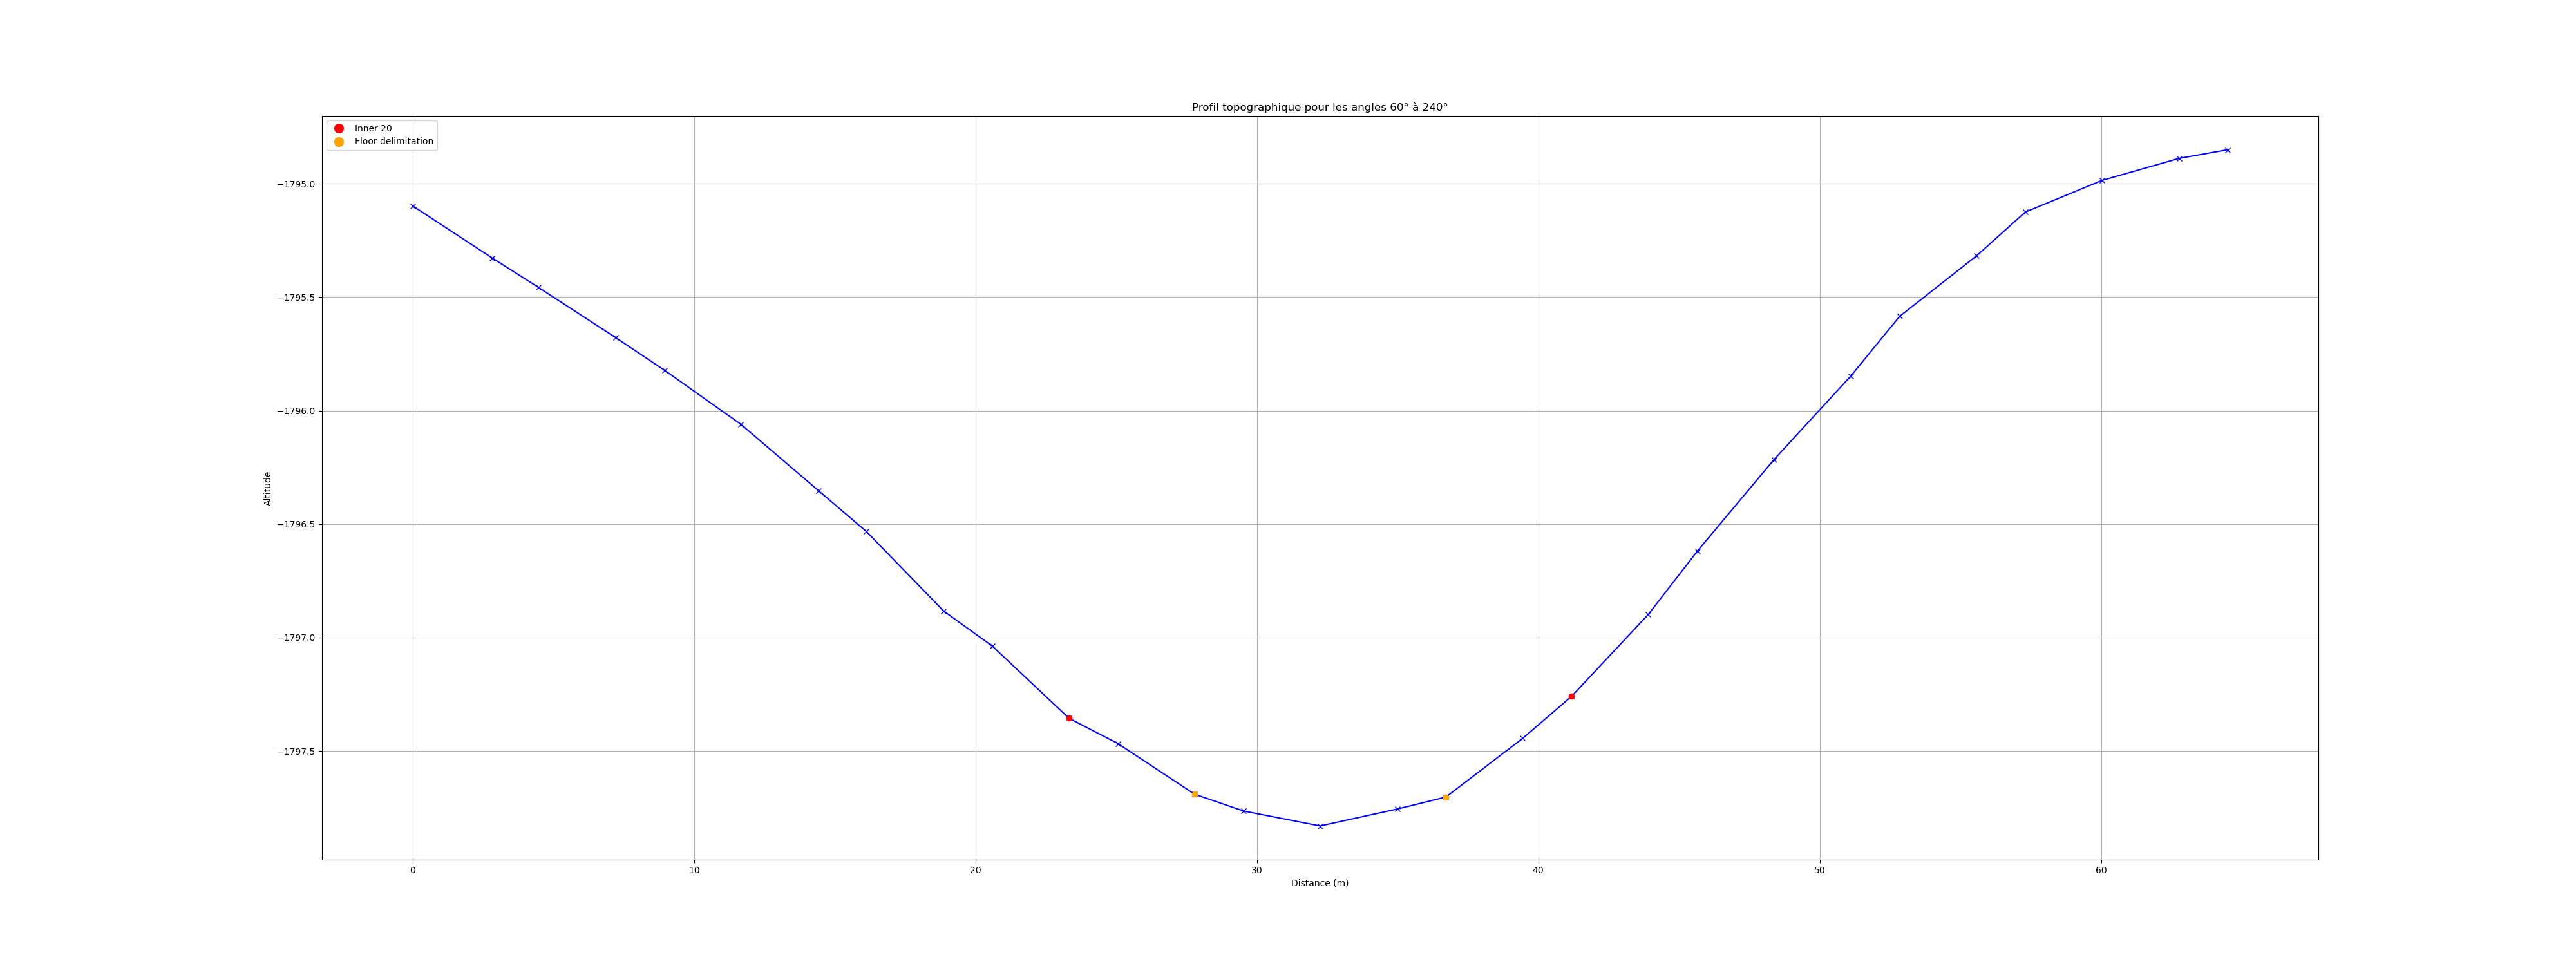 Profil topographique pour les angles 60° à 240°
Inner 20
Floor delimitation
−1795.0
−1795.5
−1796.0
−1796.5
−1797.0
−1797.5
Altitude
0 10 20 30 40 50 60
Distance (m)